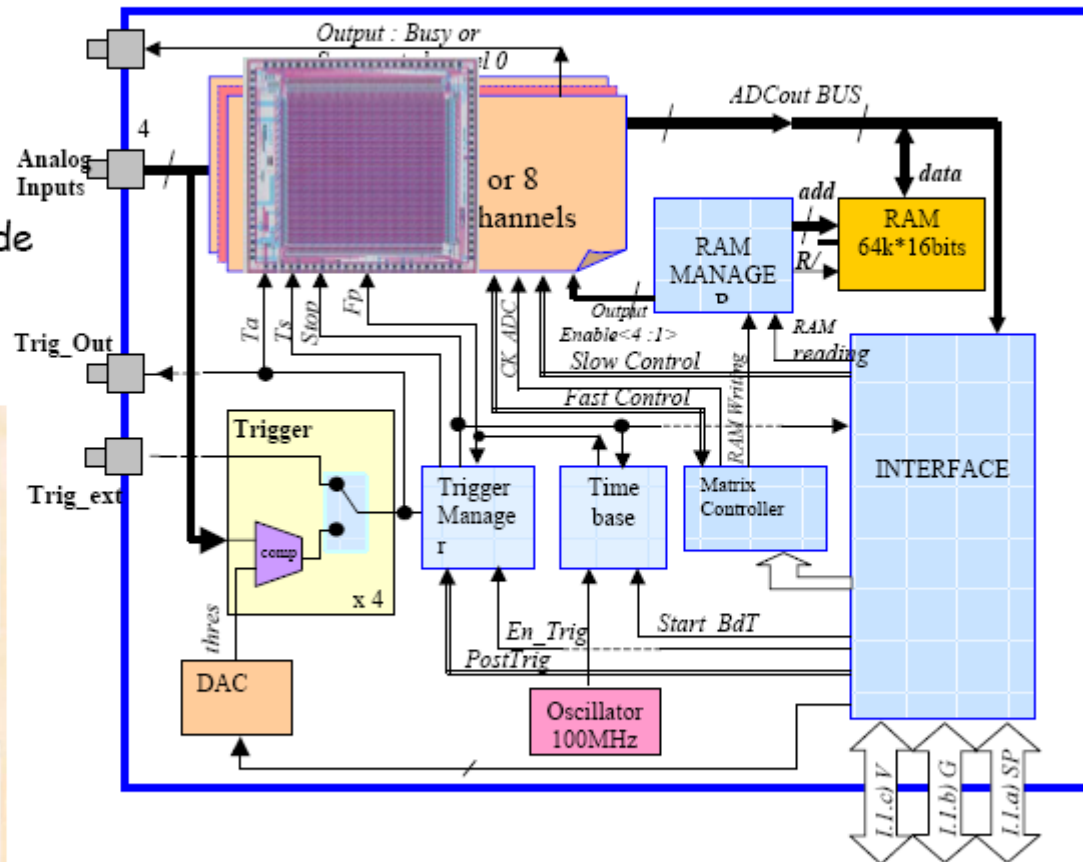 Output : Busy or
0
4
Analog
Inputs
or 8
hannels
ADCout BUS
data
add
RAM
64k*16bits
R/
RAM
MANAGE
de
Trig_Out
Ta
Ts
Stop
Fp
CK ADC
Output
Enable<4 :1>
RAM
reading
Slow Control
Fast Control
RAM Writing
Trigger
Trig_ext
comp
x 4
Trigger
Manage
r
Time
base
Matrix
Controller
INTERFACE
thres
En_Trig
Start BdT
PostTrig
DAC
Oscillator
100MHz
1.1.c) V
1.1.b) G
1.1.a) SP